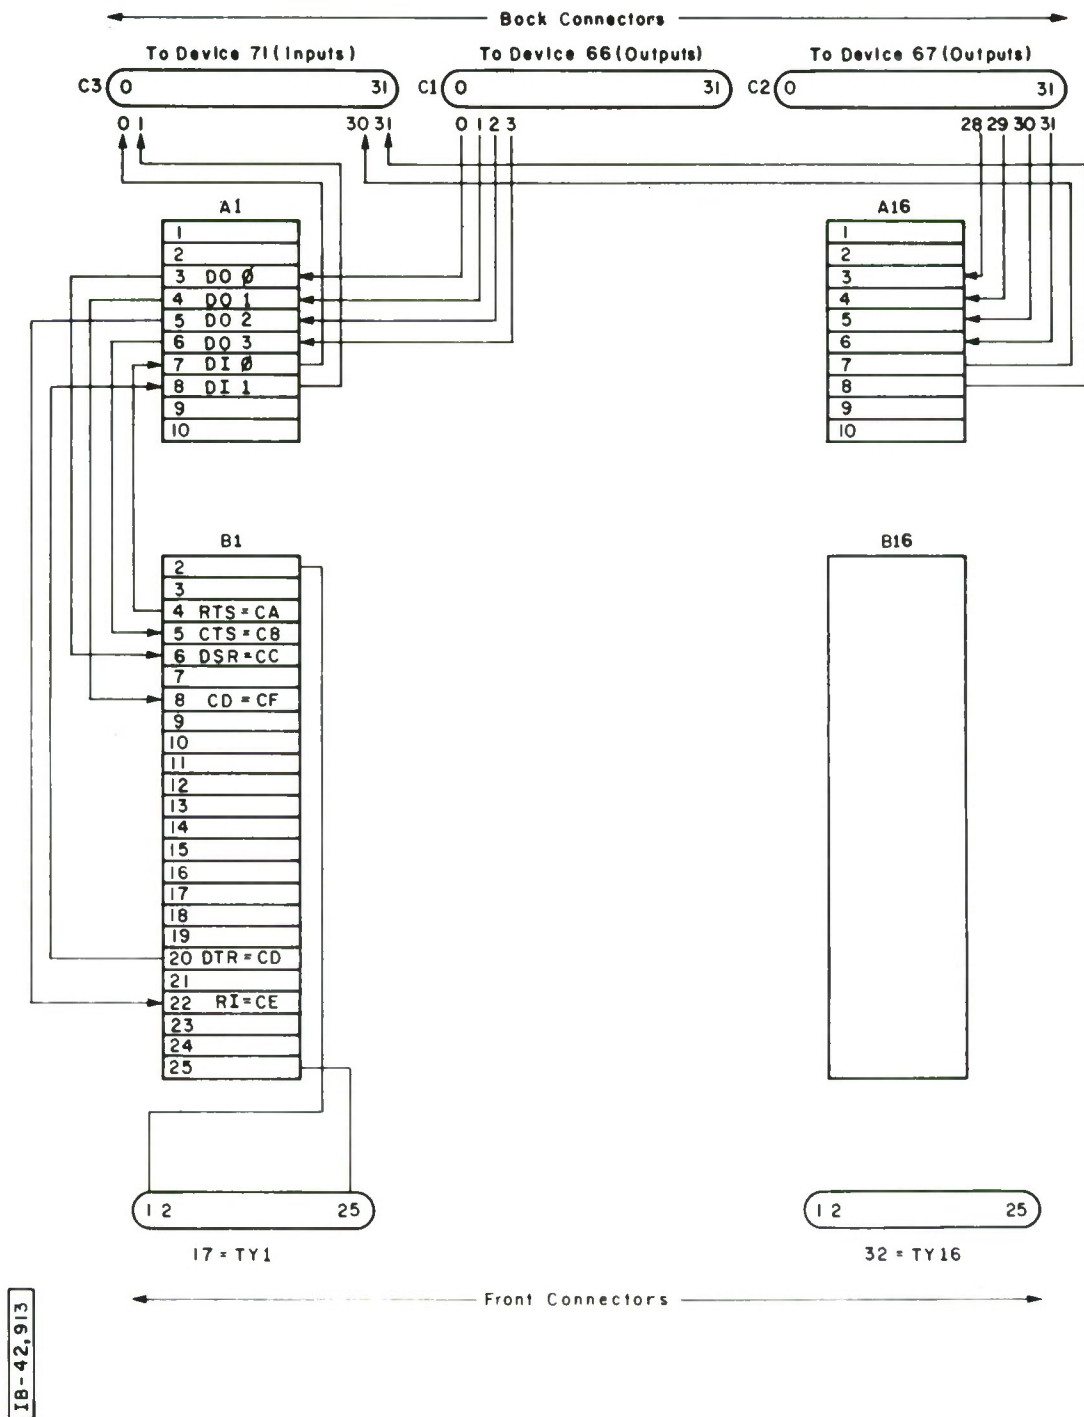 Back Connectors
To Device 71 (Inputs)
To Device 66 (Outputs)
To Device 67 (Outputs)
C3 0 31
C1 0 31
C2 0 31
0 1 30 31
0 1 2 3
28 29 30 31
A1
1
2
3 DO Ø
4 DO 1
5 DO 2
6 DO 3
7 DI Ø
8 DI 1
9
10
A16
1
2
3
4
5
6
7
8
9
10
B1
2
3
4 RTS = CA
5 CTS = CB
6 DSR = CC
7
8 CD = CF
9
10
11
12
13
14
15
16
17
18
19
20 DTR = CD
21
22 RI = CE
23
24
25
B16
1 2 25
17 = TY1
1 2 25
32 = TY16
Front Connectors
IB-42,913